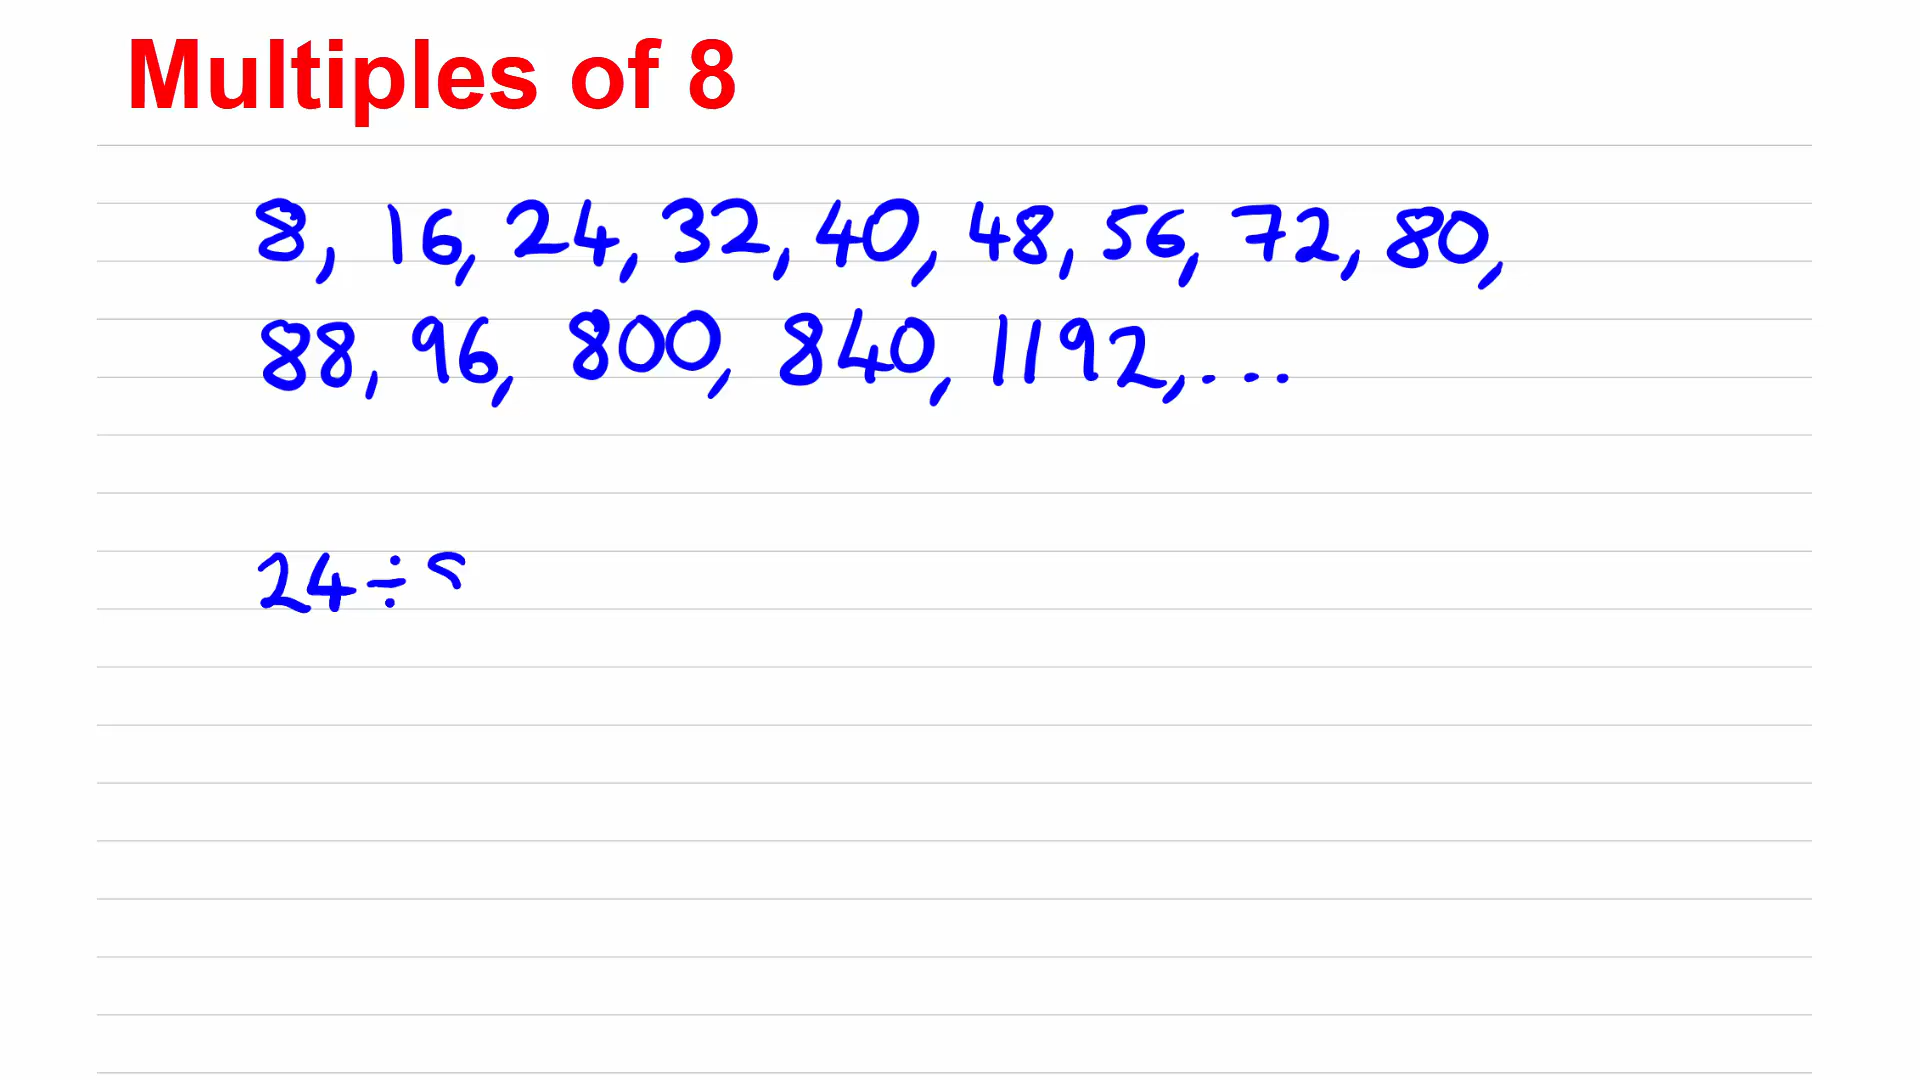 Multiples of 8
8, 16, 24, 32, 40, 48, 56, 72, 80,
88, 96, 800, 840, 1192, ...
24 ÷